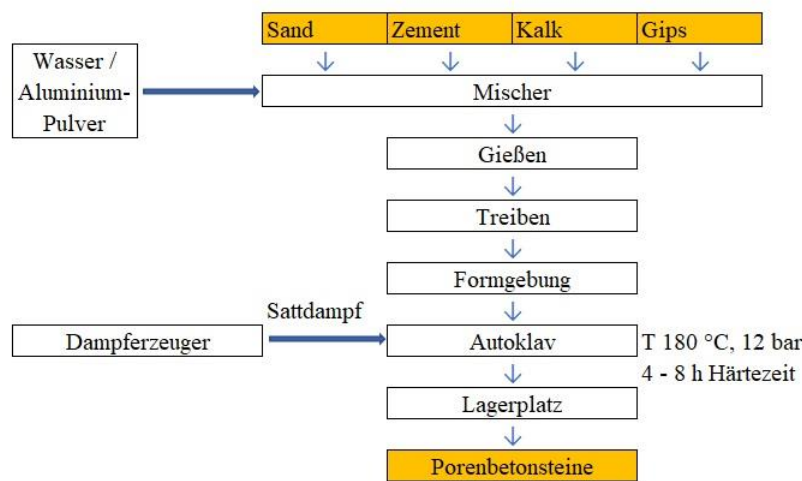 Sand Zement Kalk Gips
Wasser /
Aluminium-
Pulver
Mischer
Gießen
Treiben
Formgebung
Sattdampf
Dampferzeuger
Autoklav
T 180 °C, 12 bar
4 - 8 h Härtezeit
Lagerplatz
Porenbetonsteine